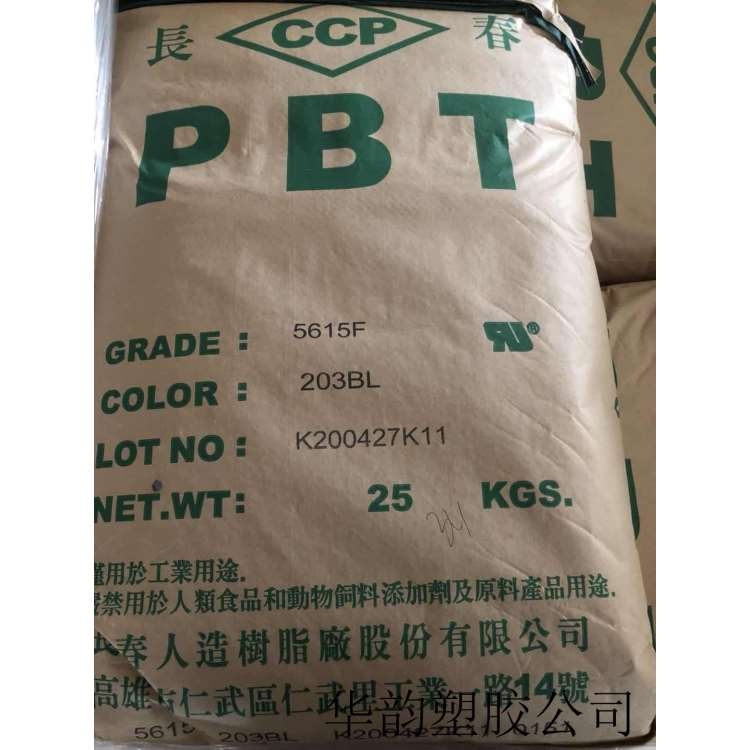 長 CCP 春
PBT
GRADE : 5615F
COLOR : 203BL
LOT NO : K200427K11
NET.WT: 25 KGS.
僅用於工業用途.
嚴禁用於人類食品和動物飼料添加劑及原料產品用途.
長春人造樹脂廠股份有限公司
高雄市仁武區仁武里工業 路14號
华韵塑胶公司
5615 203BL